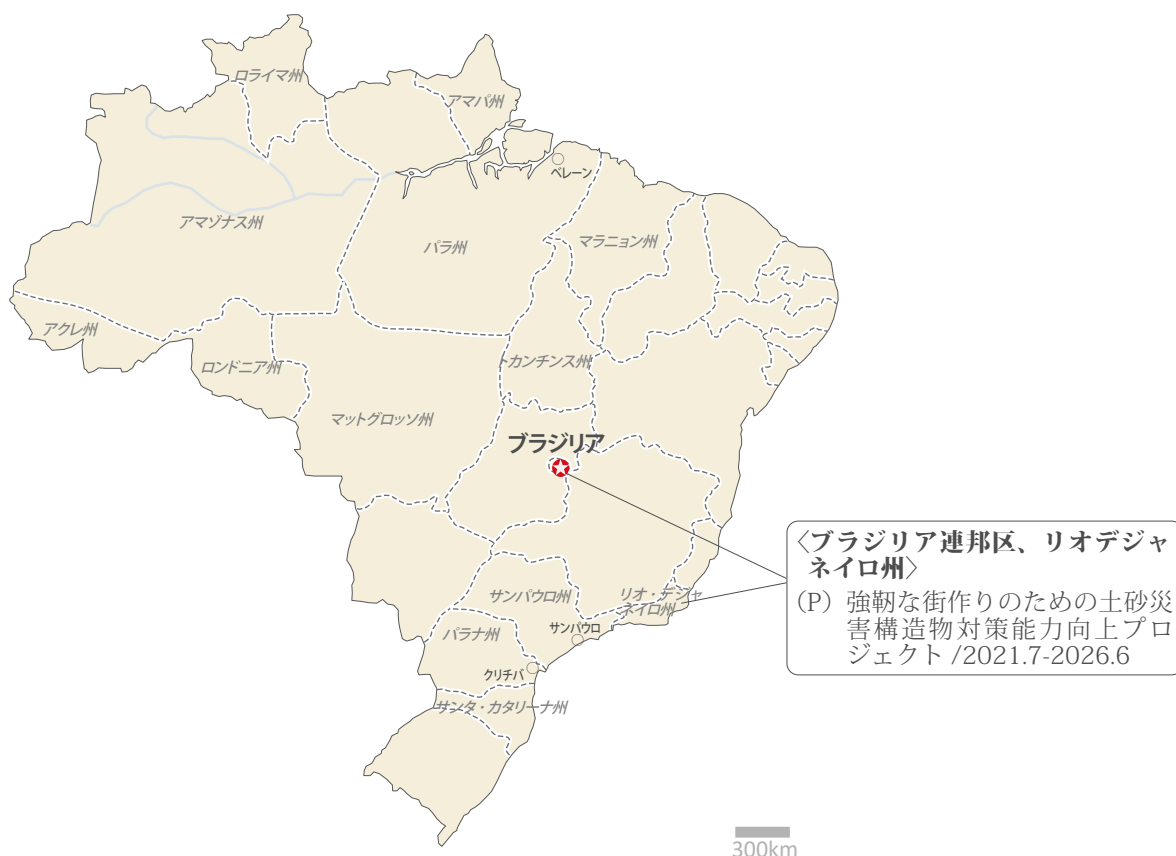 ロライマ州
アマパ州
ベレーン
アマゾナス州
パラ州
マラニョン州
アクレ州
ロンドニア州
トカンチンス州
マットグロッソ州
ブラジリア
〈ブラジリア連邦区、リオデジャ
ネイロ州〉
(P) 強靭な街作りのための土砂災
害構造物対策能力向上プロ
ジェクト /2021.7-2026.6
サンパウロ州
リオ・デジャ
ネイロ州
パラナ州
サンパウロ
クリチバ
サンタ・カタリーナ州
300km